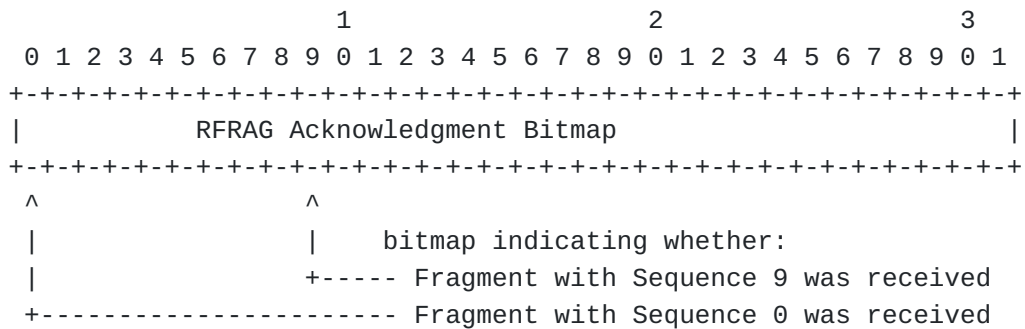 1                   2                   3
 0 1 2 3 4 5 6 7 8 9 0 1 2 3 4 5 6 7 8 9 0 1 2 3 4 5 6 7 8 9 0 1
+-+-+-+-+-+-+-+-+-+-+-+-+-+-+-+-+-+-+-+-+-+-+-+-+-+-+-+-+-+-+-+-+
|           RFRAG Acknowledgment Bitmap                         |
+-+-+-+-+-+-+-+-+-+-+-+-+-+-+-+-+-+-+-+-+-+-+-+-+-+-+-+-+-+-+-+-+
 ^                 ^
 |                 |    bitmap indicating whether:
 |                 +----- Fragment with Sequence 9 was received
 +----------------------- Fragment with Sequence 0 was received